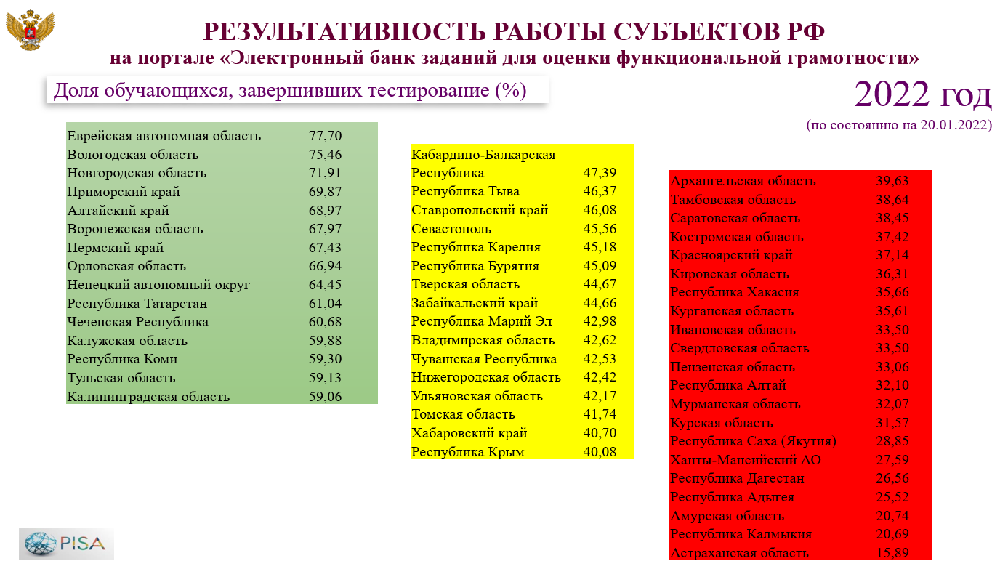 РЕЗУЛЬТАТИВНОСТЬ РАБОТЫ СУБЪЕКТОВ РФ
на портале «Электронный банк заданий для оценки функциональной грамотности»
Доля обучающихся, завершивших тестирование (%)
2022 год
(по состоянию на 20.01.2022)
Еврейская автономная область 77,70
Вологодская область 75,46
Новгородская область 71,91
Приморский край 69,87
Алтайский край 68,97
Воронежская область 67,97
Пермский край 67,43
Орловская область 66,94
Ненецкий автономный округ 64,45
Республика Татарстан 61,04
Чеченская Республика 60,68
Калужская область 59,88
Республика Коми 59,30
Тульская область 59,13
Калининградская область 59,06
Кабардино-Балкарская
Республика 47,39
Республика Тыва 46,37
Ставропольский край 46,08
Севастополь 45,56
Республика Карелия 45,18
Республика Бурятия 45,09
Тверская область 44,67
Забайкальский край 44,66
Республика Марий Эл 42,98
Владимирская область 42,62
Чувашская Республика 42,53
Нижегородская область 42,42
Ульяновская область 42,17
Томская область 41,74
Хабаровский край 40,70
Республика Крым 40,08
Архангельская область 39,63
Тамбовская область 38,64
Саратовская область 38,45
Костромская область 37,42
Красноярский край 37,14
Кировская область 36,31
Республика Хакасия 35,66
Курганская область 35,61
Ивановская область 33,50
Свердловская область 33,50
Пензенская область 33,06
Республика Алтай 32,10
Мурманская область 32,07
Курская область 31,57
Республика Саха (Якутия) 28,85
Ханты-Мансийский АО 27,59
Республика Дагестан 26,56
Республика Адыгея 25,52
Амурская область 20,74
Республика Калмыкия 20,69
Астраханская область 15,89
PISA